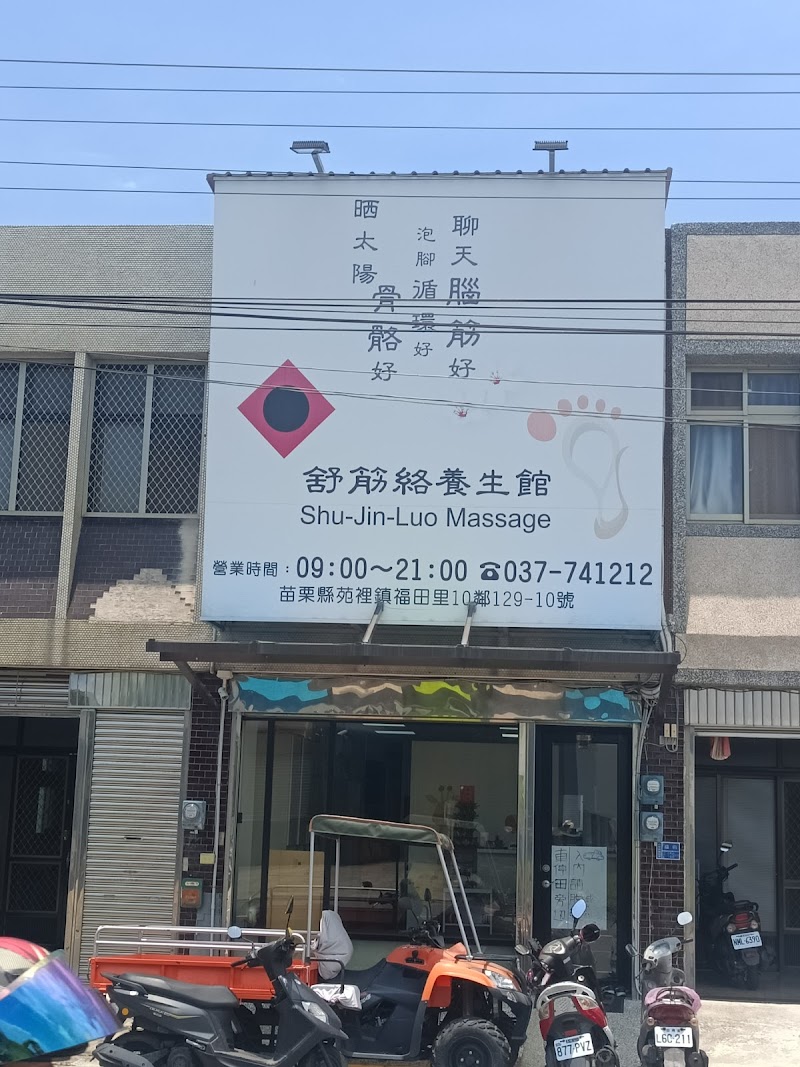 聊天腦筋好
泡腳循環好
晒太陽
骨骼好
舒筋絡養生館
Shu-Jin-Luo Massage
營業時間：09:00～21:00 ☎037-741212
苗栗縣苑裡鎮福田里10鄰129-10號
NML-6390
877-PVZ
L6C-211